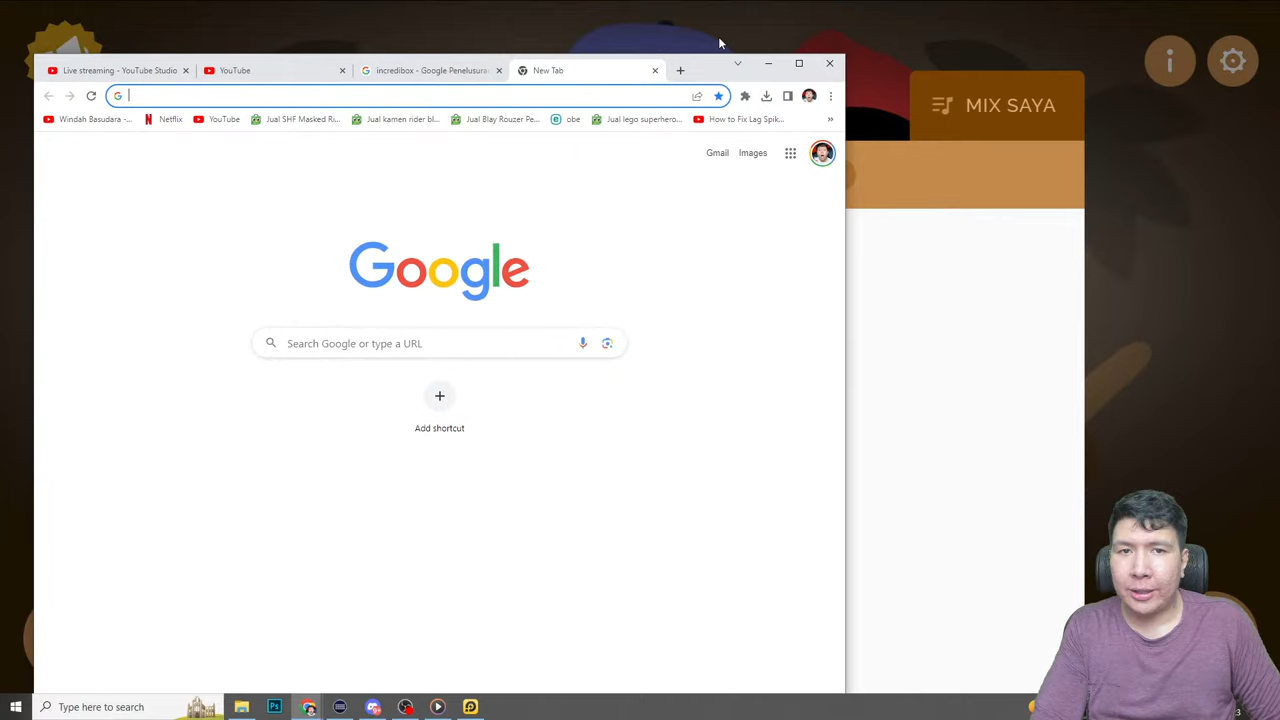 Live streaming - YouTube Studio
YouTube
incredibox - Google Penelusura
New Tab
Windah Basudara -...
Netflix
YouTube
Jual SHF Masked Ri...
Jual kamen rider bl...
Jual Blay Rouzer Pe...
obe
Jual lego superhero...
How to Fix Lag Spik...
»
Gmail
Images
MIX SAYA
Google
Search Google or type a URL
Add shortcut
Type here to search
Ps
3